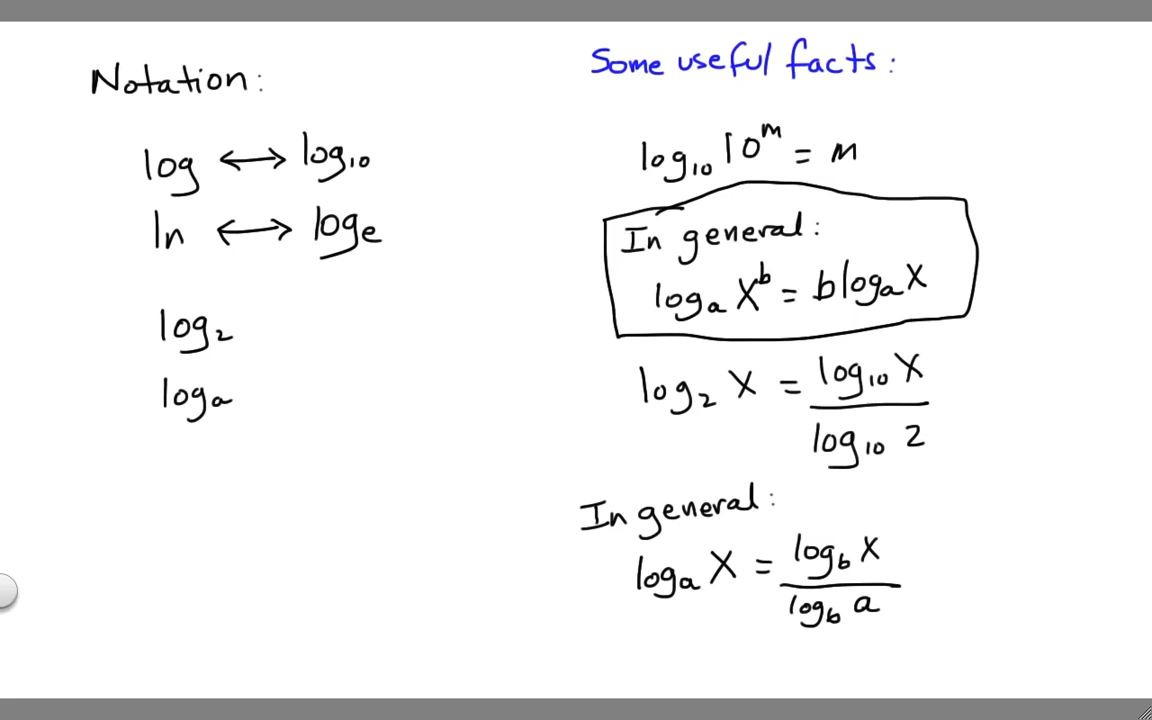 Notation:
log ↔ log₁₀
ln ↔ logₑ
log₂
logₐ
Some useful facts:
log₁₀ 10ᵐ = m
In general:
logₐ Xᵇ = b logₐ X
log₂ X = log₁₀ X / log₁₀ 2
In general:
logₐ X = log_b X / log_b a